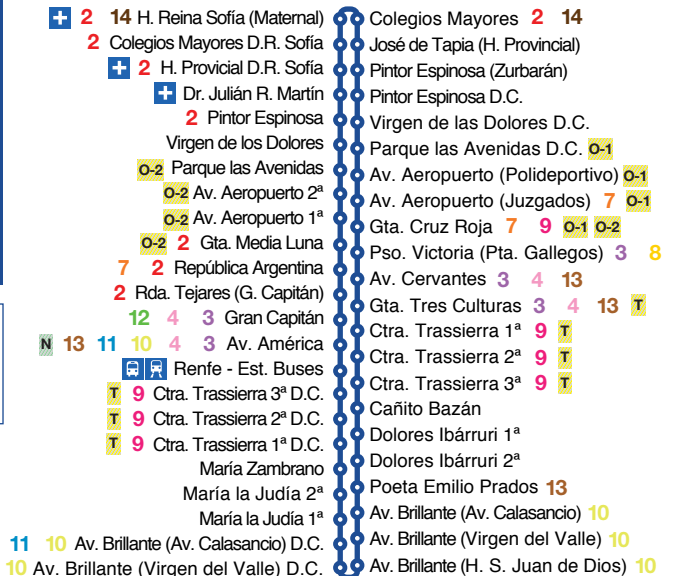 2 14 H. Reina Sofía (Maternal)
2 Colegios Mayores D.R. Sofía
2 H. Provicial D.R. Sofía
Dr. Julián R. Martín
2 Pintor Espinosa
Virgen de los Dolores
O-2 Parque las Avenidas
O-2 Av. Aeropuerto 2ª
O-2 Av. Aeropuerto 1ª
O-2 2 Gta. Media Luna
7 2 República Argentina
2 Rda. Tejares (G. Capitán)
12 4 3 Gran Capitán
N 13 11 10 4 3 Av. América
Renfe - Est. Buses
T 9 Ctra. Trassierra 3ª D.C.
T 9 Ctra. Trassierra 2ª D.C.
T 9 Ctra. Trassierra 1ª D.C.
María Zambrano
María la Judía 2ª
María la Judía 1ª
11 10 Av. Brillante (Av. Calasancio) D.C.
10 Av. Brillante (Virgen del Valle) D.C.
Colegios Mayores 2 14
José de Tapia (H. Provincial)
Pintor Espinosa (Zurbarán)
Pintor Espinosa D.C.
Virgen de las Dolores D.C.
Parque las Avenidas D.C. O-1
Av. Aeropuerto (Polideportivo) O-1
Av. Aeropuerto (Juzgados) 7 O-1
Gta. Cruz Roja 7 9 O-1 O-2
Pso. Victoria (Pta. Gallegos) 3 8
Av. Cervantes 3 4 13
Gta. Tres Culturas 3 4 13 T
Ctra. Trassierra 1ª 9 T
Ctra. Trassierra 2ª 9 T
Ctra. Trassierra 3ª 9 T
Cañito Bazán
Dolores Ibárruri 1ª
Dolores Ibárruri 2ª
Poeta Emilio Prados 13
Av. Brillante (Av. Calasancio) 10
Av. Brillante (Virgen del Valle) 10
Av. Brillante (H. S. Juan de Dios) 10